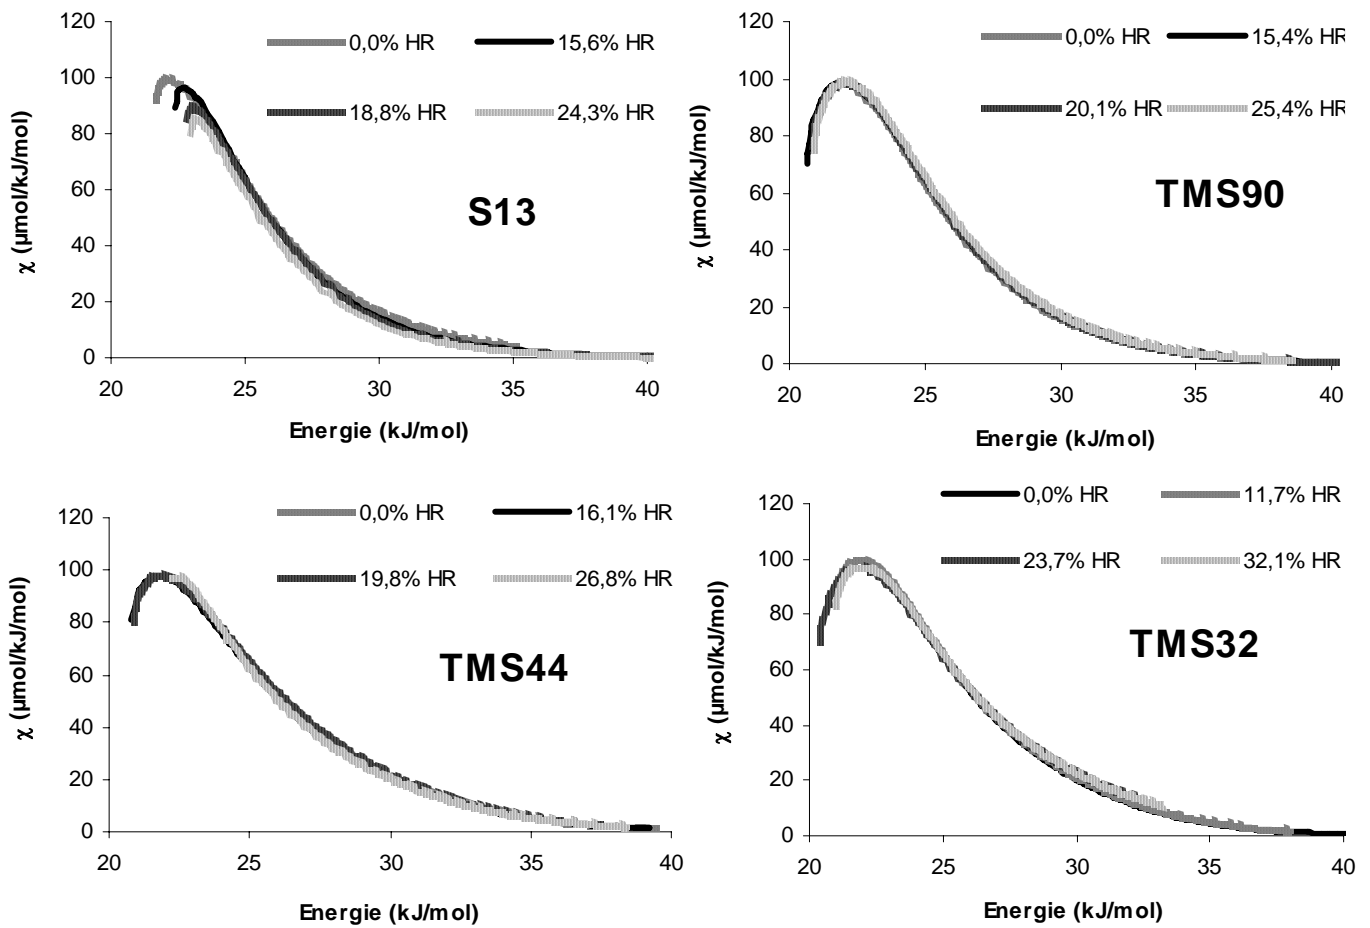 120
100
80
60
40
20
0
χ (µmol/kJ/mol)
0,0% HR
15,6% HR
18,8% HR
24,3% HR
S13
20
25
30
35
40
Energie (kJ/mol)
120
100
80
60
40
20
0
χ (µmol/kJ/mol)
0,0% HR
15,4% HR
20,1% HR
25,4% HR
TMS90
20
25
30
35
40
Energie (kJ/mol)
120
100
80
60
40
20
0
χ (µmol/kJ/mol)
0,0% HR
16,1% HR
19,8% HR
26,8% HR
TMS44
20
25
30
35
40
Energie (kJ/mol)
120
100
80
60
40
20
0
χ (µmol/kJ/mol)
0,0% HR
11,7% HR
23,7% HR
32,1% HR
TMS32
20
25
30
35
40
Energie (kJ/mol)